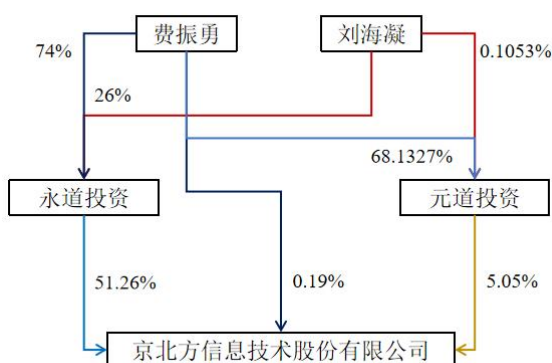 费振勇
刘海凝
74%
0.1053%
26%
68.1327%
永道投资
元道投资
51.26%
0.19%
5.05%
京北方信息技术股份有限公司